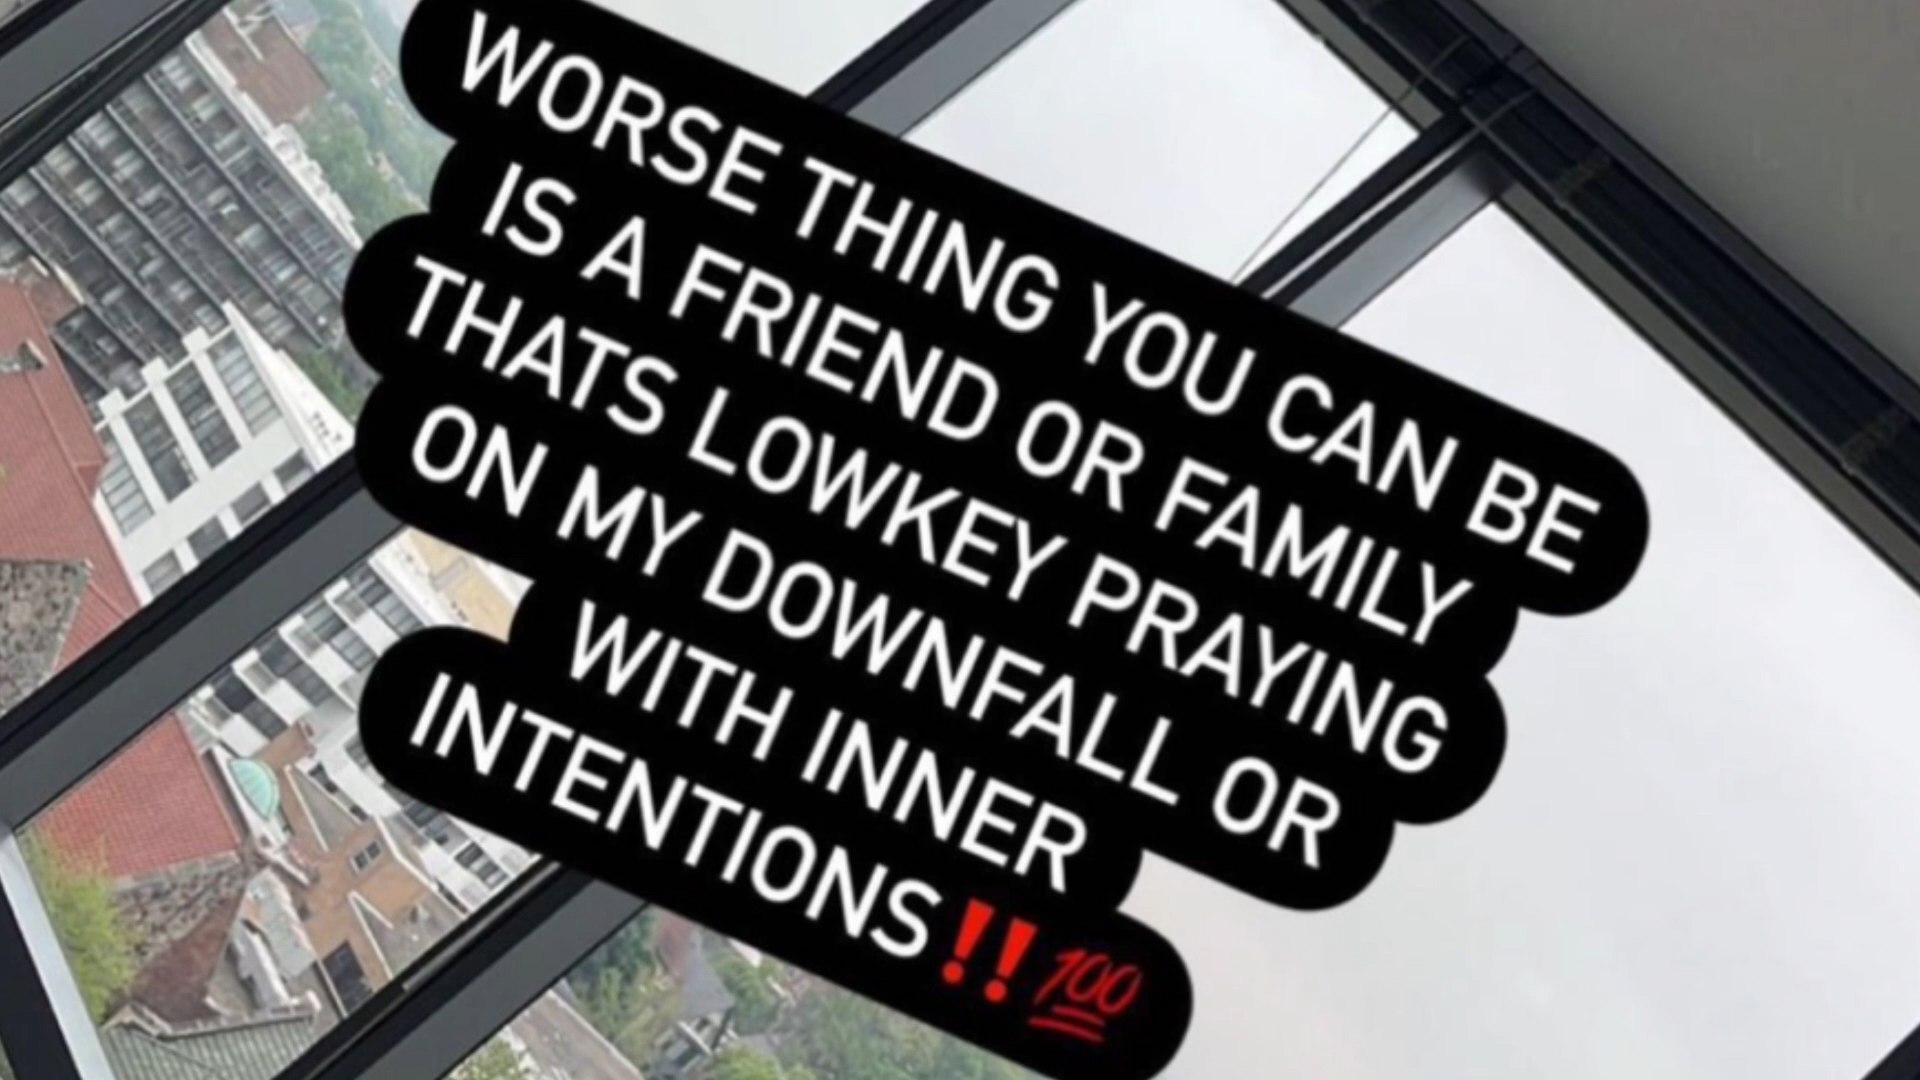 WORSE THING YOU CAN BE
IS A FRIEND OR FAMILY
THATS LOWKEY PRAYING
ON MY DOWNFALL OR
WITH INNER
INTENTIONS‼️💯